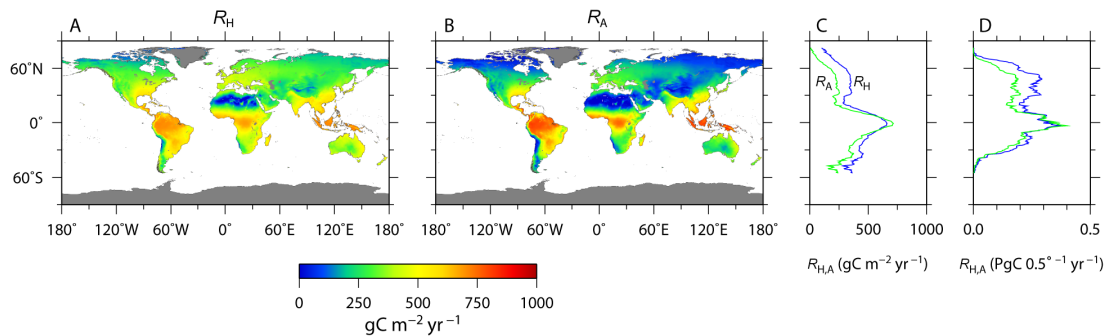 A R_H
B R_A
C
D
60˚N
0˚
60˚S
R_A
R_H
180˚ 120˚W 60˚W 0˚ 60˚E 120˚E 180˚
180˚ 120˚W 60˚W 0˚ 60˚E 120˚E 180˚
0 500 1000
0.0 0.5
R_H,A (gC m⁻² yr⁻¹)
R_H,A (PgC 0.5°⁻¹ yr⁻¹)
0 250 500 750 1000
gC m⁻² yr⁻¹